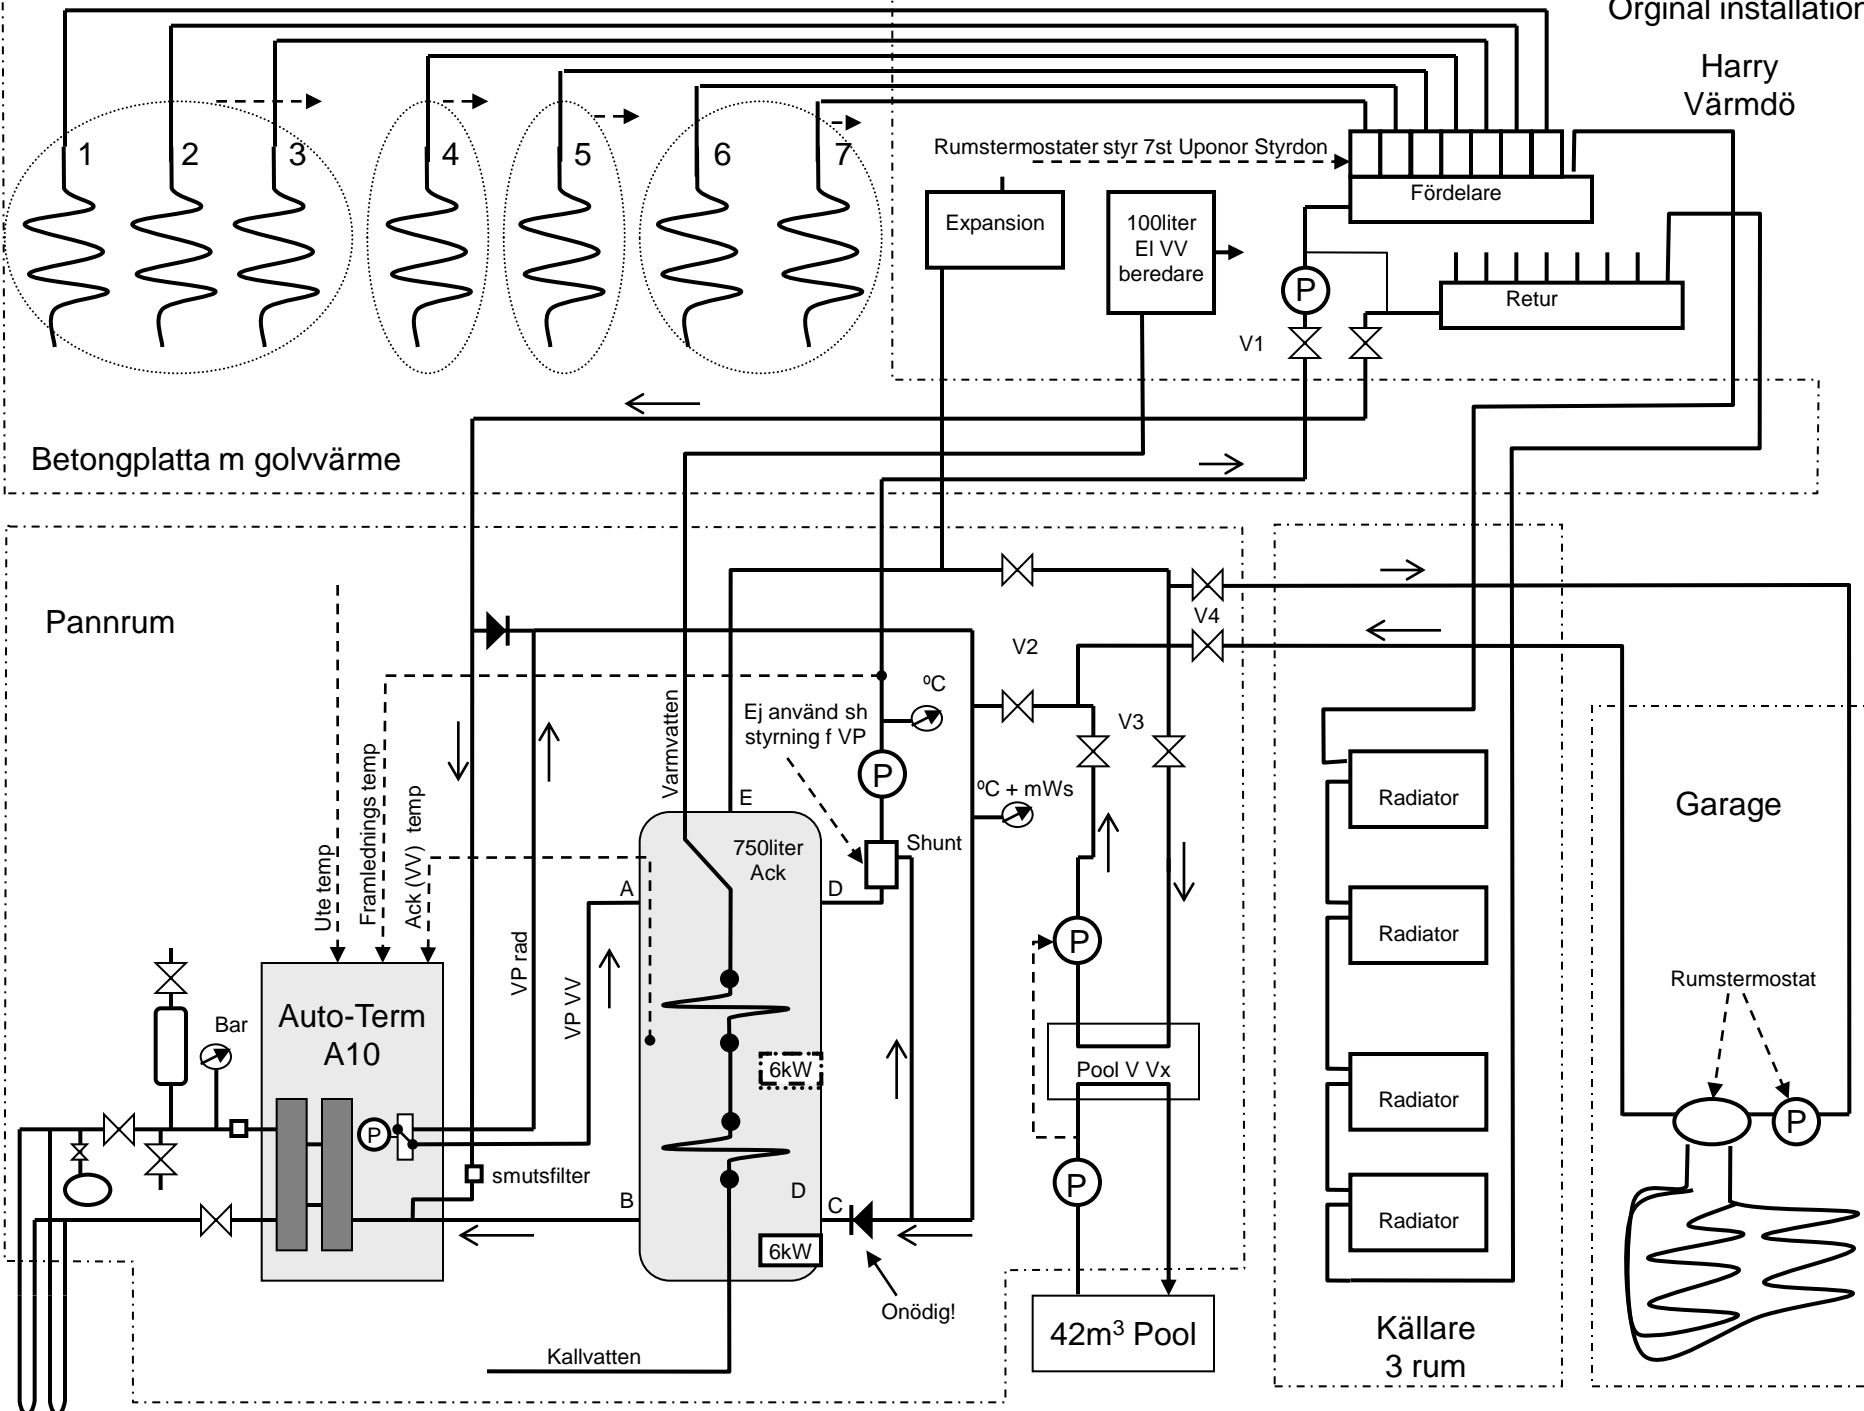 Orginal installation
Harry
Värmdö
1
2
3
4
5
6
7
Rumstermostater styr 7st Uponor Styrdon
Fördelare
Expansion
100liter
El VV
beredare
P
Retur
V1
Betongplatta m golvvärme
Pannrum
V4
V2
V3
ºC
Ej använd sh
styrning f VP
P
ºC + mWs
Varmvatten
E
750liter
Ack
Shunt
A
D
Ute temp
Framlednings temp
Ack (VV) temp
VP rad
VP VV
Bar
Auto-Term
A10
P
smutsfilter
6kW
B
D
C
6kW
Onödig!
Kallvatten
P
Pool V Vx
P
42m³ Pool
Radiator
Radiator
Radiator
Radiator
Källare
3 rum
Garage
Rumstermostat
P